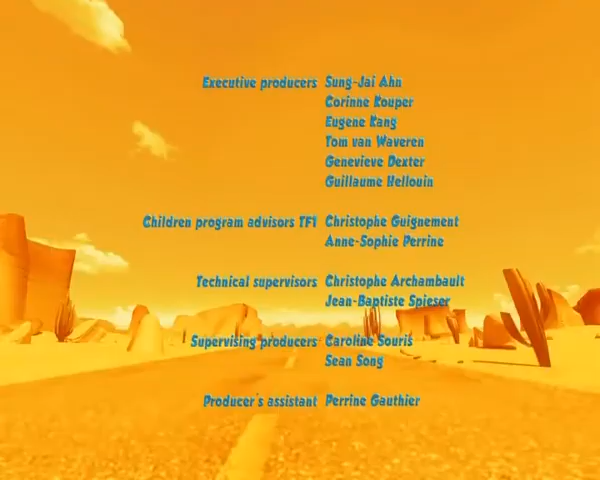 Executive producers Sung-Jai Ahn
Corinne Kouper
Eugene Kang
Tom van Waveren
Genevieve Dexter
Guillaume Hellouin
Children program advisors TF1 Christophe Guignement
Anne-Sophie Perrine
Technical supervisors Christophe Archambault
Jean-Baptiste Spieser
Supervising producers Caroline Souris
Sean Song
Producer's assistant Perrine Gauthier